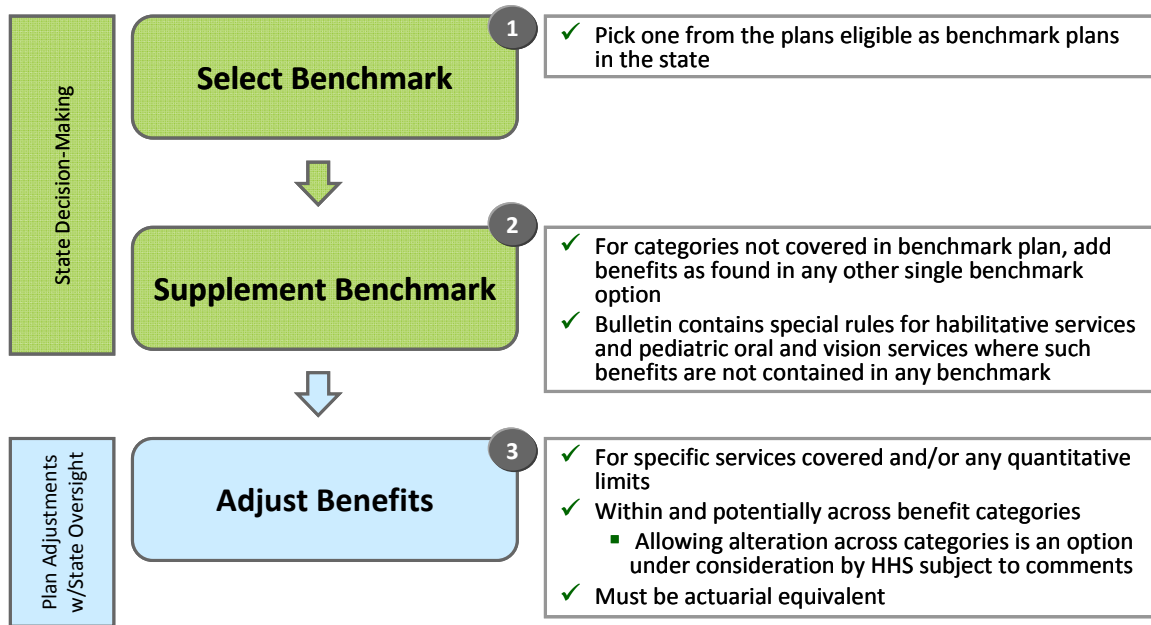 State Decision-Making
1
Select Benchmark
✓ Pick one from the plans eligible as benchmark plans
in the state
2
Supplement Benchmark
✓ For categories not covered in benchmark plan, add
benefits as found in any other single benchmark
option
✓ Bulletin contains special rules for habilitative services
and pediatric oral and vision services where such
benefits are not contained in any benchmark
Plan Adjustments
w/State Oversight
3
Adjust Benefits
✓ For specific services covered and/or any quantitative
limits
✓ Within and potentially across benefit categories
▪ Allowing alteration across categories is an option
under consideration by HHS subject to comments
✓ Must be actuarial equivalent